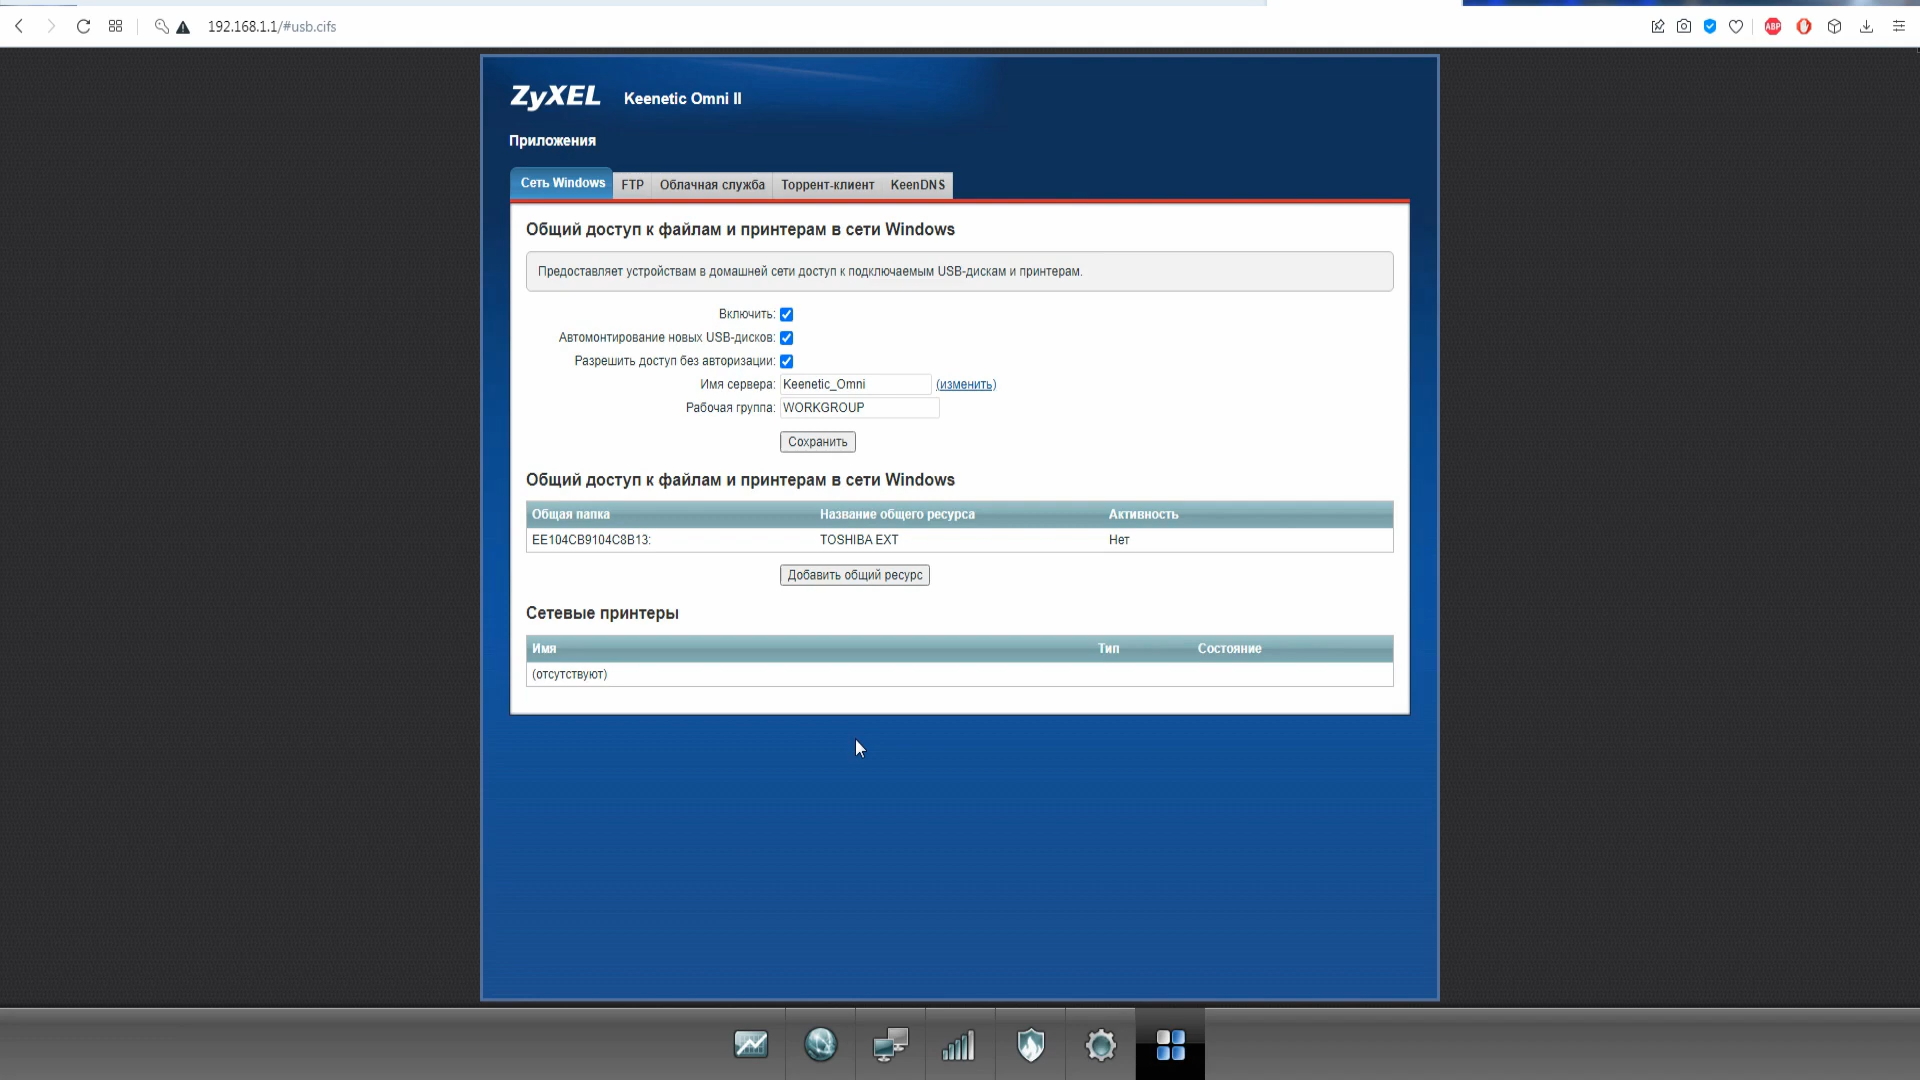 192.168.1.1/#usb.cifs
ABP
ZyXEL Keenetic Omni II
Приложения
Сеть Windows FTP Облачная служба Торрент-клиент KeenDNS
Общий доступ к файлам и принтерам в сети Windows
Предоставляет устройствам в домашней сети доступ к подключаемым USB-дискам и принтерам.
Включить:
Автомонтирование новых USB-дисков:
Разрешить доступ без авторизации:
Имя сервера: Keenetic_Omni (изменить)
Рабочая группа: WORKGROUP
Сохранить
Общий доступ к файлам и принтерам в сети Windows
Общая папка Название общего ресурса Активность
EE104CB9104C8B13: TOSHIBA EXT Нет
Добавить общий ресурс
Сетевые принтеры
Имя Тип Состояние
(отсутствуют)